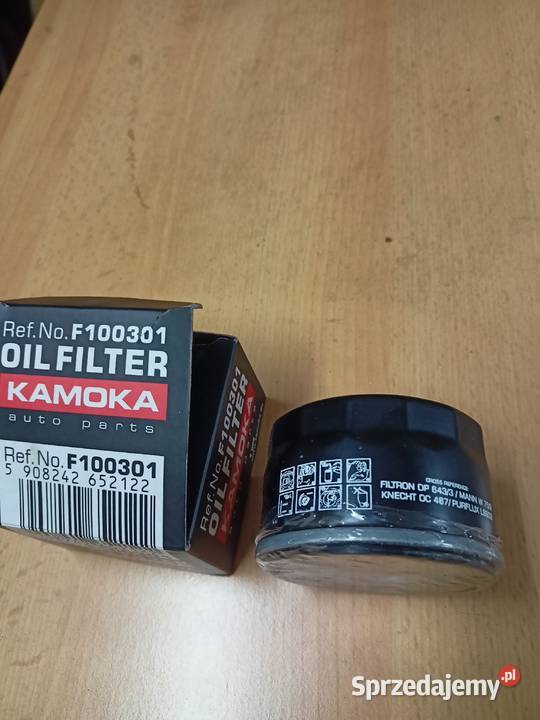 Ref.No. F100301
OIL FILTER
KAMOKA
auto parts
Ref.No. F100301
5 908242 652122
Ref.No. F100301
OIL FILTER
KAMOKA
CROSS REFERENCE
FILTRON OP 643/3 / MANN W
KNECHT OC 467/ PURFLUX
Sprzedajemy.pl